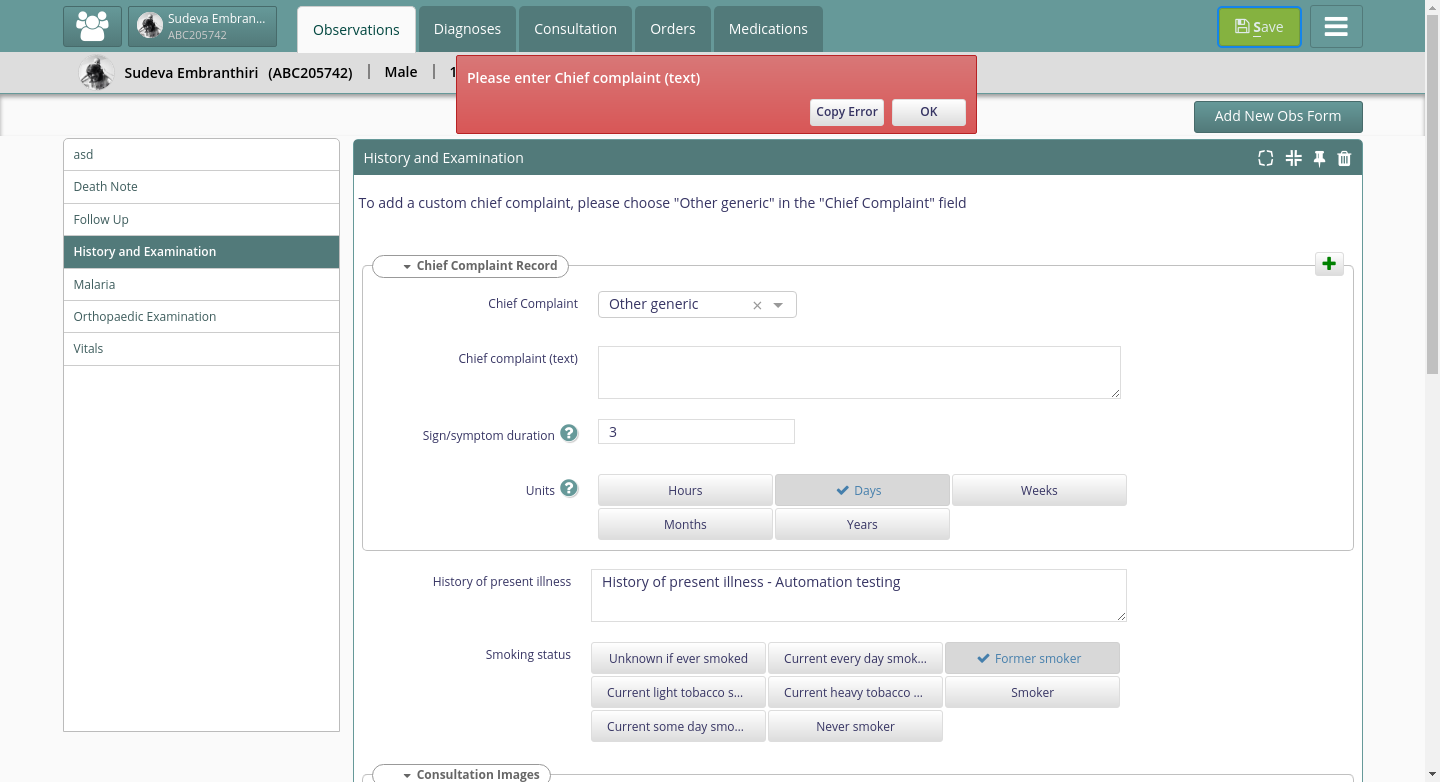 Sudeva Embran...
ABC205742
Observations
Diagnoses
Consultation
Orders
Medications
Save
Sudeva Embranthiri (ABC205742) | Male |
Please enter Chief complaint (text)
Copy Error
OK
Add New Obs Form
asd
Death Note
Follow Up
History and Examination
Malaria
Orthopaedic Examination
Vitals
History and Examination
To add a custom chief complaint, please choose "Other generic" in the "Chief Complaint" field
Chief Complaint Record
Chief Complaint
Other generic
Chief complaint (text)
Sign/symptom duration ?
3
Units ?
Hours
Days
Weeks
Months
Years
History of present illness
History of present illness - Automation testing
Smoking status
Unknown if ever smoked
Current every day smok...
Former smoker
Current light tobacco s...
Current heavy tobacco ...
Smoker
Current some day smo...
Never smoker
Consultation Images